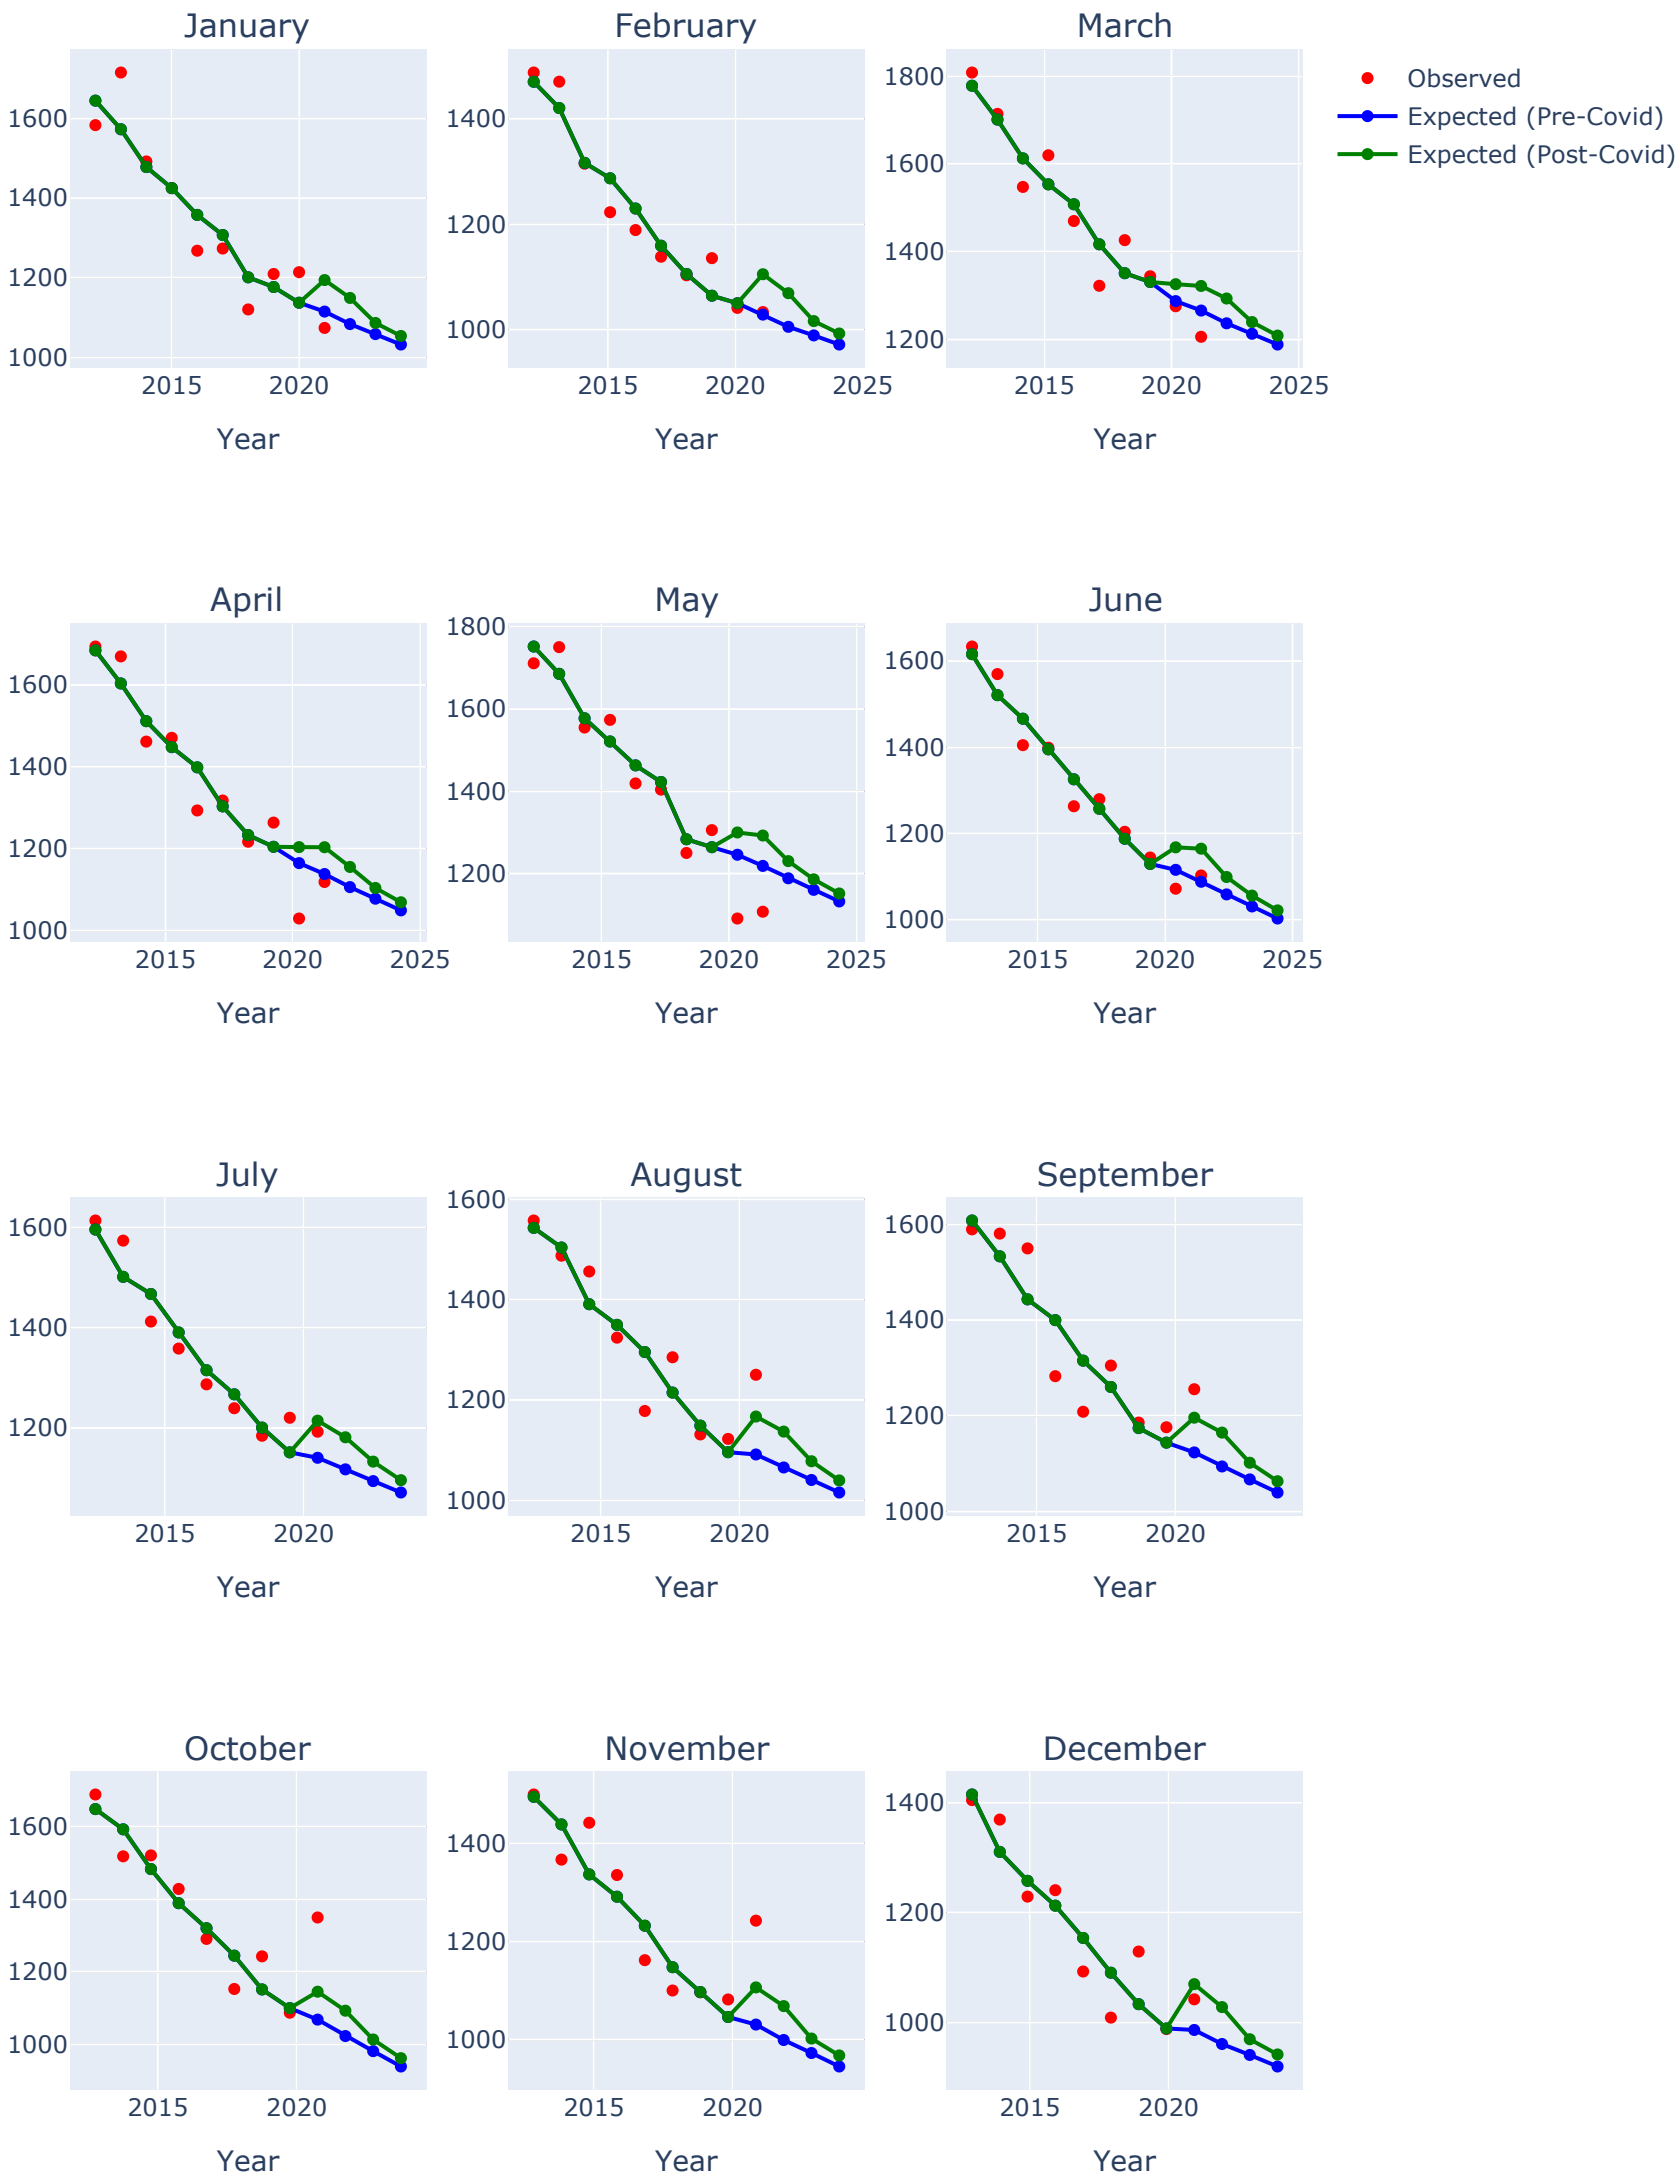 January February March
Observed
Expected (Pre-Covid)
Expected (Post-Covid)
1600 1400 1200 1000
1400 1200 1000
1800 1600 1400 1200
2015 2020
2015 2020 2025
2015 2020 2025
Year Year Year
April May June
1600 1400 1200 1000
1800 1600 1400 1200
1600 1400 1200 1000
2015 2020 2025
2015 2020 2025
2015 2020 2025
Year Year Year
July August September
1600 1400 1200
1600 1400 1200 1000
1600 1400 1200 1000
2015 2020
2015 2020
2015 2020
Year Year Year
October November December
1600 1400 1200 1000
1400 1200 1000
1400 1200 1000
2015 2020
2015 2020
2015 2020
Year Year Year